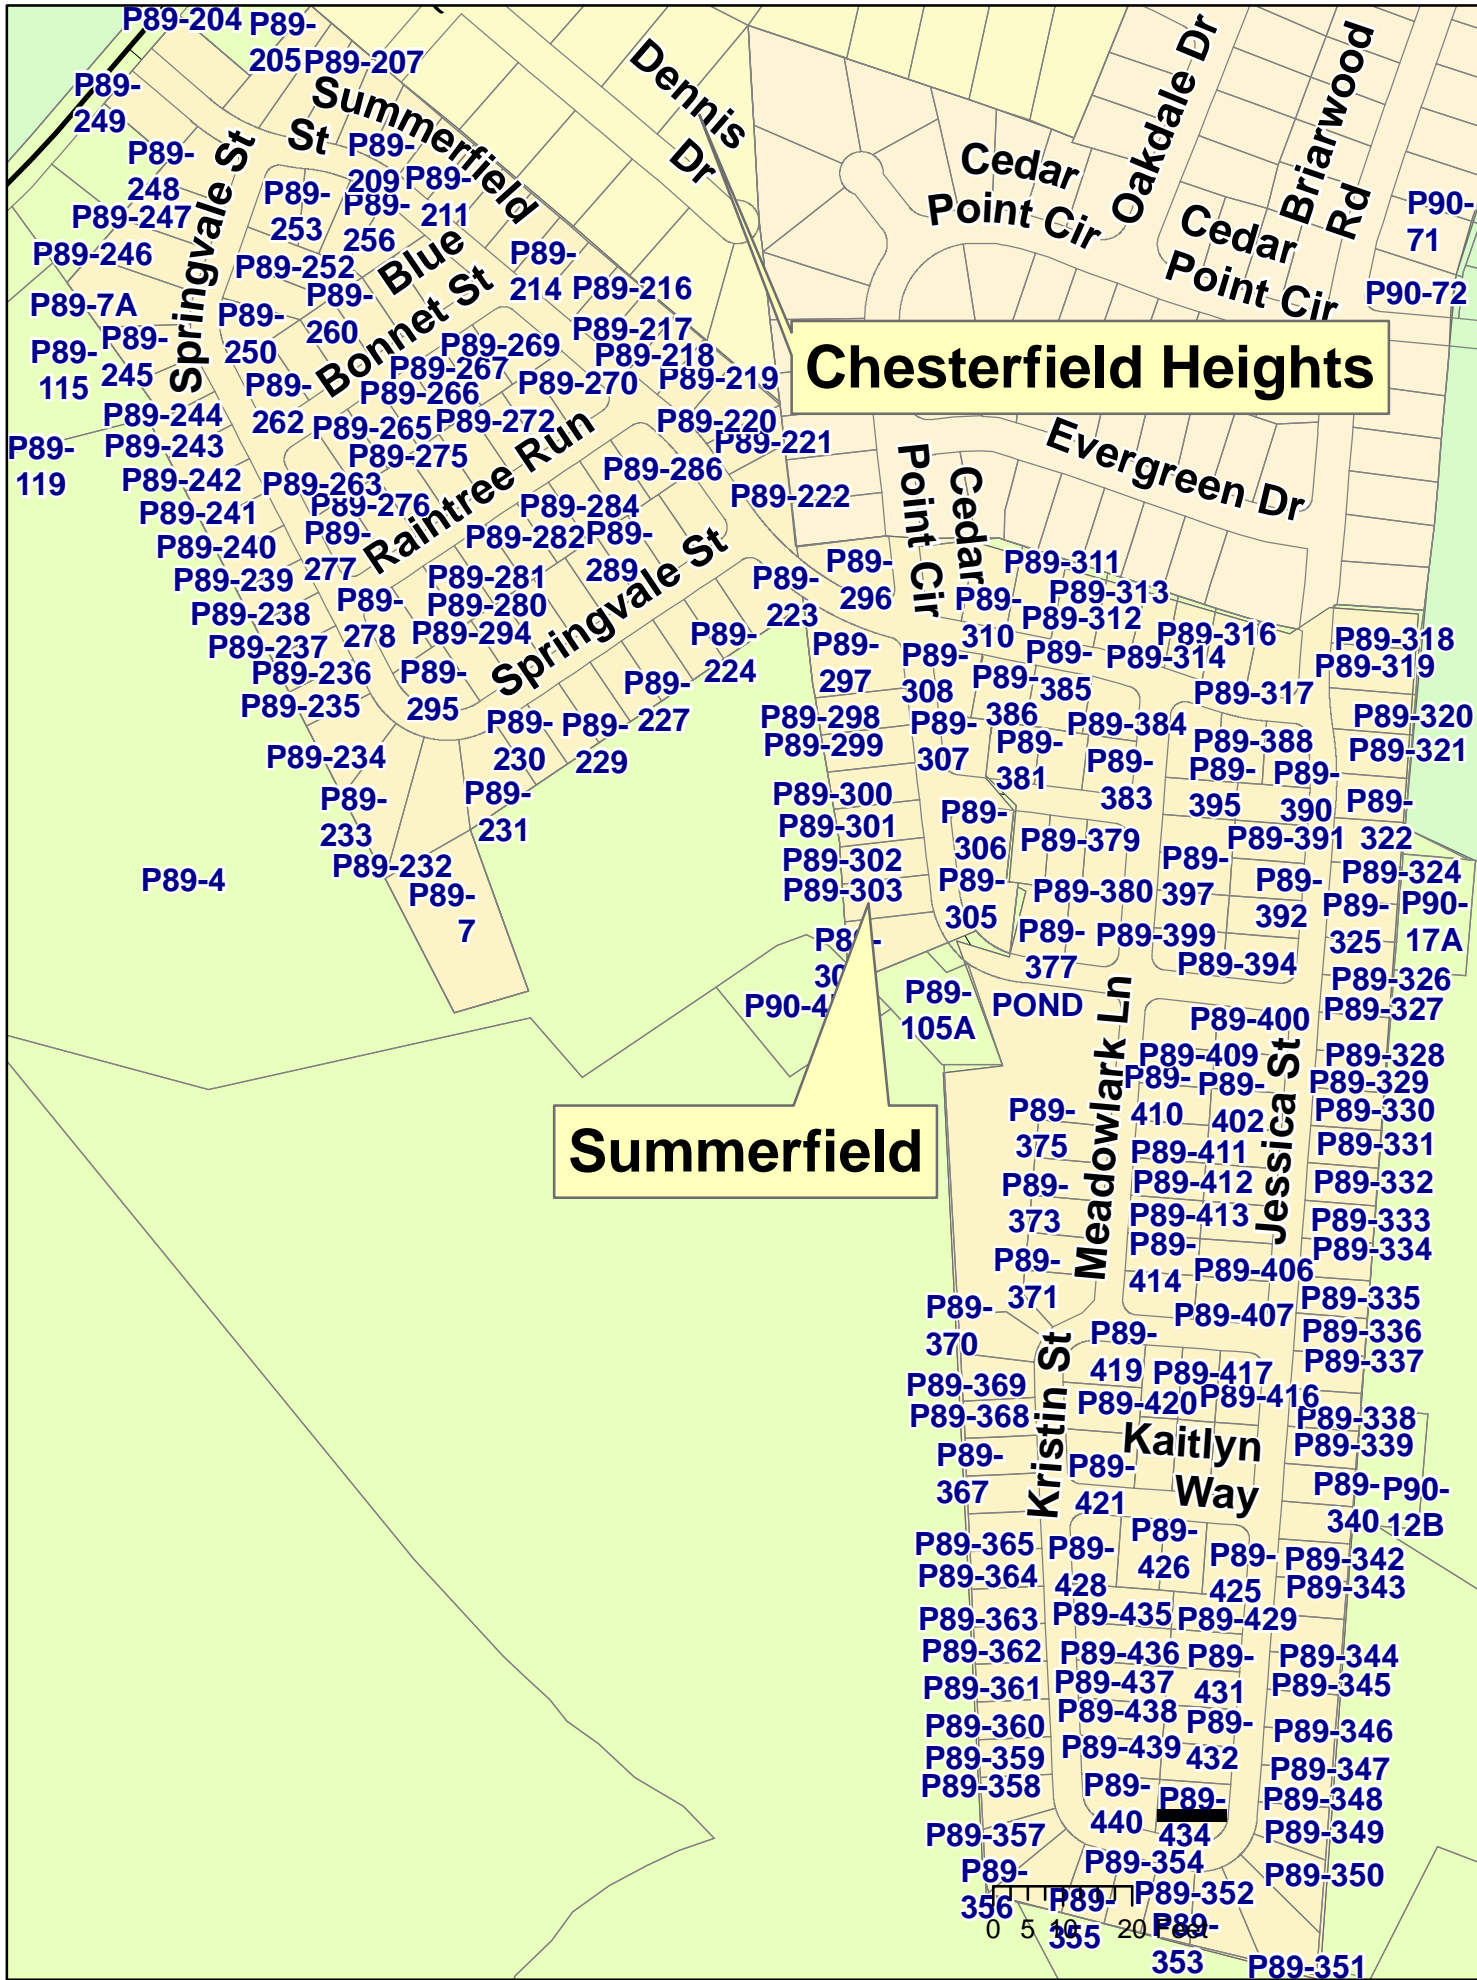 P89-204
P89-
205
P89-207
P89-
249
Summerfield
St
Dennis
Dr
Oakdale Dr
Briarwood
Rd
Cedar
Point Cir
Cedar
Point Cir
P90-
71
P90-72
P89-
248
P89-247
P89-246
Springvale St
P89-
209
P89-
211
P89-
253
P89-
256
P89-252
Blue
Bonnet St
P89-
214
P89-216
P89-7A
P89-
115
P89-
245
P89-
250
P89-
260
P89-217
P89-218
P89-219
P89-269
P89-267
P89-266
P89-270
Chesterfield Heights
P89-244
P89-
262
P89-265
P89-272
P89-220
P89-221
P89-
119
P89-243
P89-242
P89-275
P89-263
P89-276
Raintree Run
P89-286
P89-222
Cedar
Point Cir
Evergreen Dr
P89-241
P89-240
P89-239
P89-
277
P89-284
P89-282
P89-
289
Springvale St
P89-281
P89-280
P89-
278
P89-294
P89-238
P89-237
P89-236
P89-235
P89-
295
P89-
223
P89-
296
P89-
224
P89-
297
P89-
227
P89-
229
P89-
230
P89-234
P89-
233
P89-
231
P89-232
P89-
7
P89-4
P89-311
P89-313
P89-312
P89-
310
P89-316
P89-314
P89-318
P89-319
P89-
308
P89-
385
P89-
386
P89-317
P89-298
P89-299
P89-
307
P89-384
P89-388
P89-320
P89-321
P89-
381
P89-
383
P89-
395
P89-
390
P89-
322
P89-300
P89-301
P89-302
P89-303
P89-
306
P89-379
P89-391
P89-
397
P89-
392
P89-324
P89-
305
P89-380
P89-
325
P90-
17A
P89-
377
P89-399
P89-394
P89-326
P89-327
P89-
105A
POND
P89-400
Meadowlark Ln
P89-409
P89-
410
P89-
402
Jessica St
P89-328
P89-329
P89-330
P89-331
P89-
375
P89-411
P89-412
P89-413
P89-332
Summerfield
P89-
373
P89-
414
P89-406
P89-333
P89-334
P89-
371
P89-335
P89-
370
P89-407
P89-336
P89-337
P89-
419
P89-417
P89-416
P89-369
P89-368
P89-420
P89-338
P89-339
Kristin St
Kaitlyn
Way
P89-
367
P89-
421
P89-
340
P90-
12B
P89-365
P89-364
P89-
428
P89-
426
P89-
425
P89-342
P89-343
P89-363
P89-435
P89-429
P89-362
P89-436
P89-
431
P89-344
P89-361
P89-437
P89-345
P89-360
P89-438
P89-
432
P89-346
P89-359
P89-439
P89-347
P89-358
P89-
440
P89-
434
P89-348
P89-357
P89-349
P89-354
P89-350
P89-
356
P89-
355
P89-352
P89-
353
P89-351
0 5 10 20 Feet